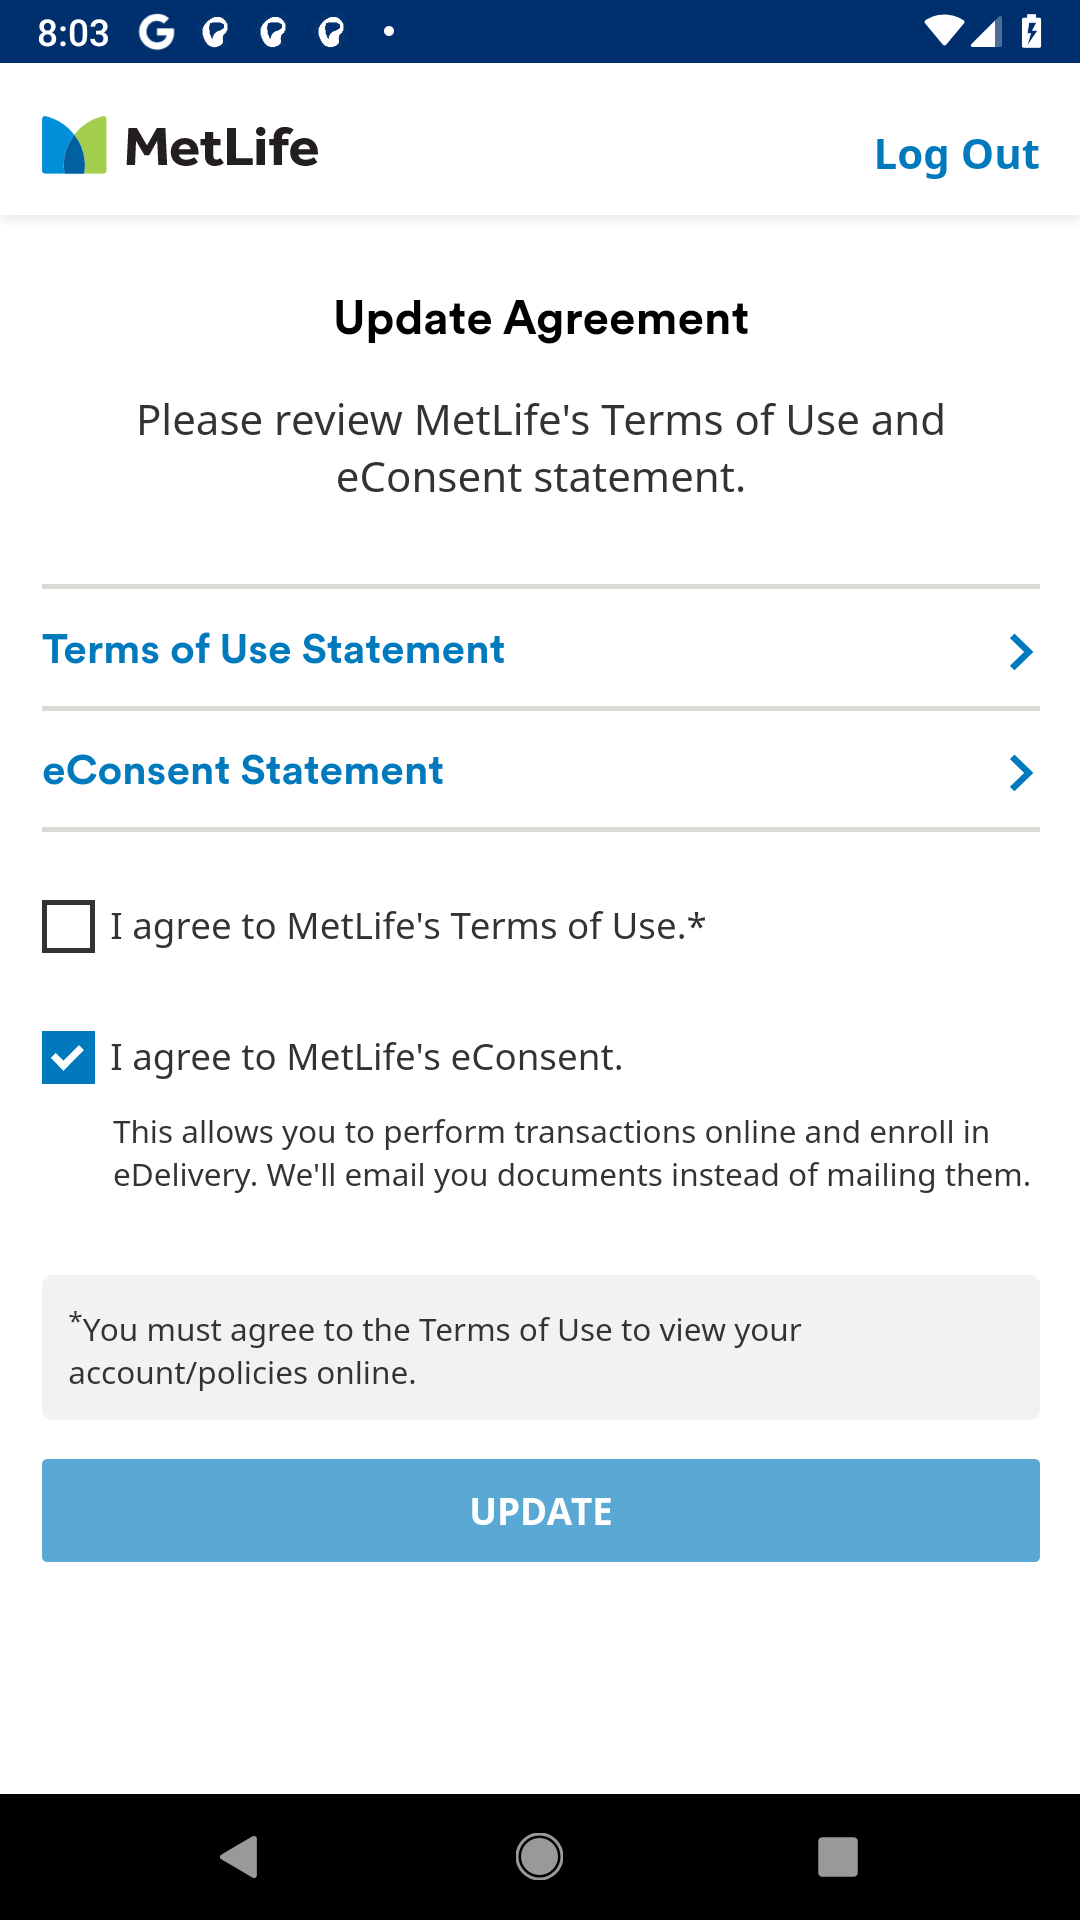 8:03
MetLife
Log Out
Update Agreement
Please review MetLife's Terms of Use and
eConsent statement.
Terms of Use Statement
eConsent Statement
I agree to MetLife's Terms of Use.*
I agree to MetLife's eConsent.
This allows you to perform transactions online and enroll in
eDelivery. We'll email you documents instead of mailing them.
*You must agree to the Terms of Use to view your
account/policies online.
UPDATE